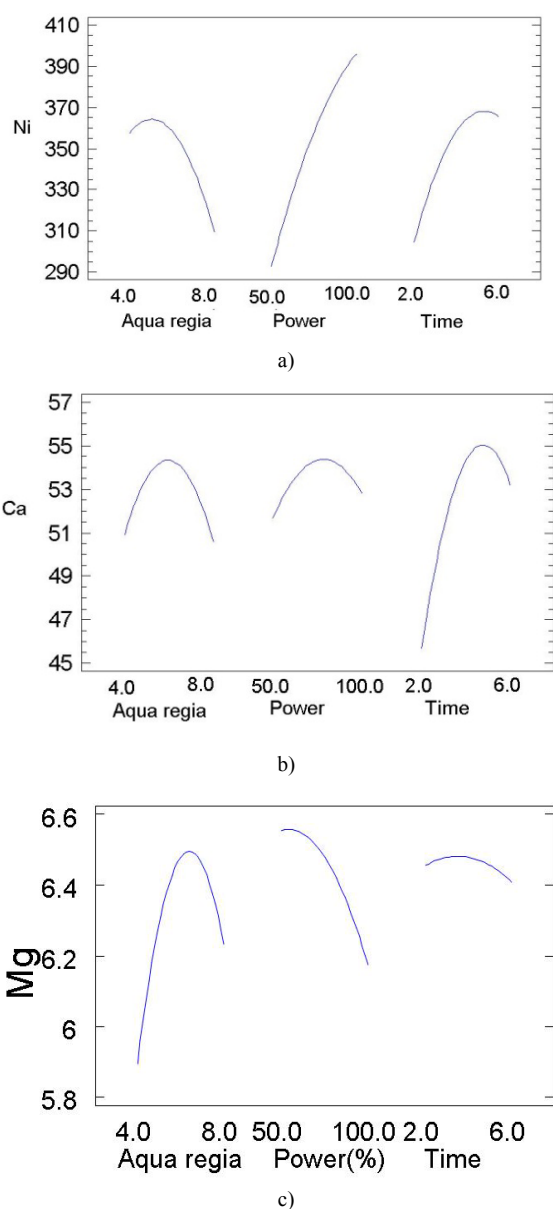 410
390
Ni
370
350
330
310
290
4.0 8.0 50.0 100.0 2.0 6.0
Aqua regia Power Time
a)
57
55
53
Ca
51
49
47
45
4.0 8.0 50.0 100.0 2.0 6.0
Aqua regia Power Time
b)
6.6
6.4
6.2
Mg
6
5.8
4.0 8.0 50.0 100.0 2.0 6.0
Aqua regia Power(%) Time
c)